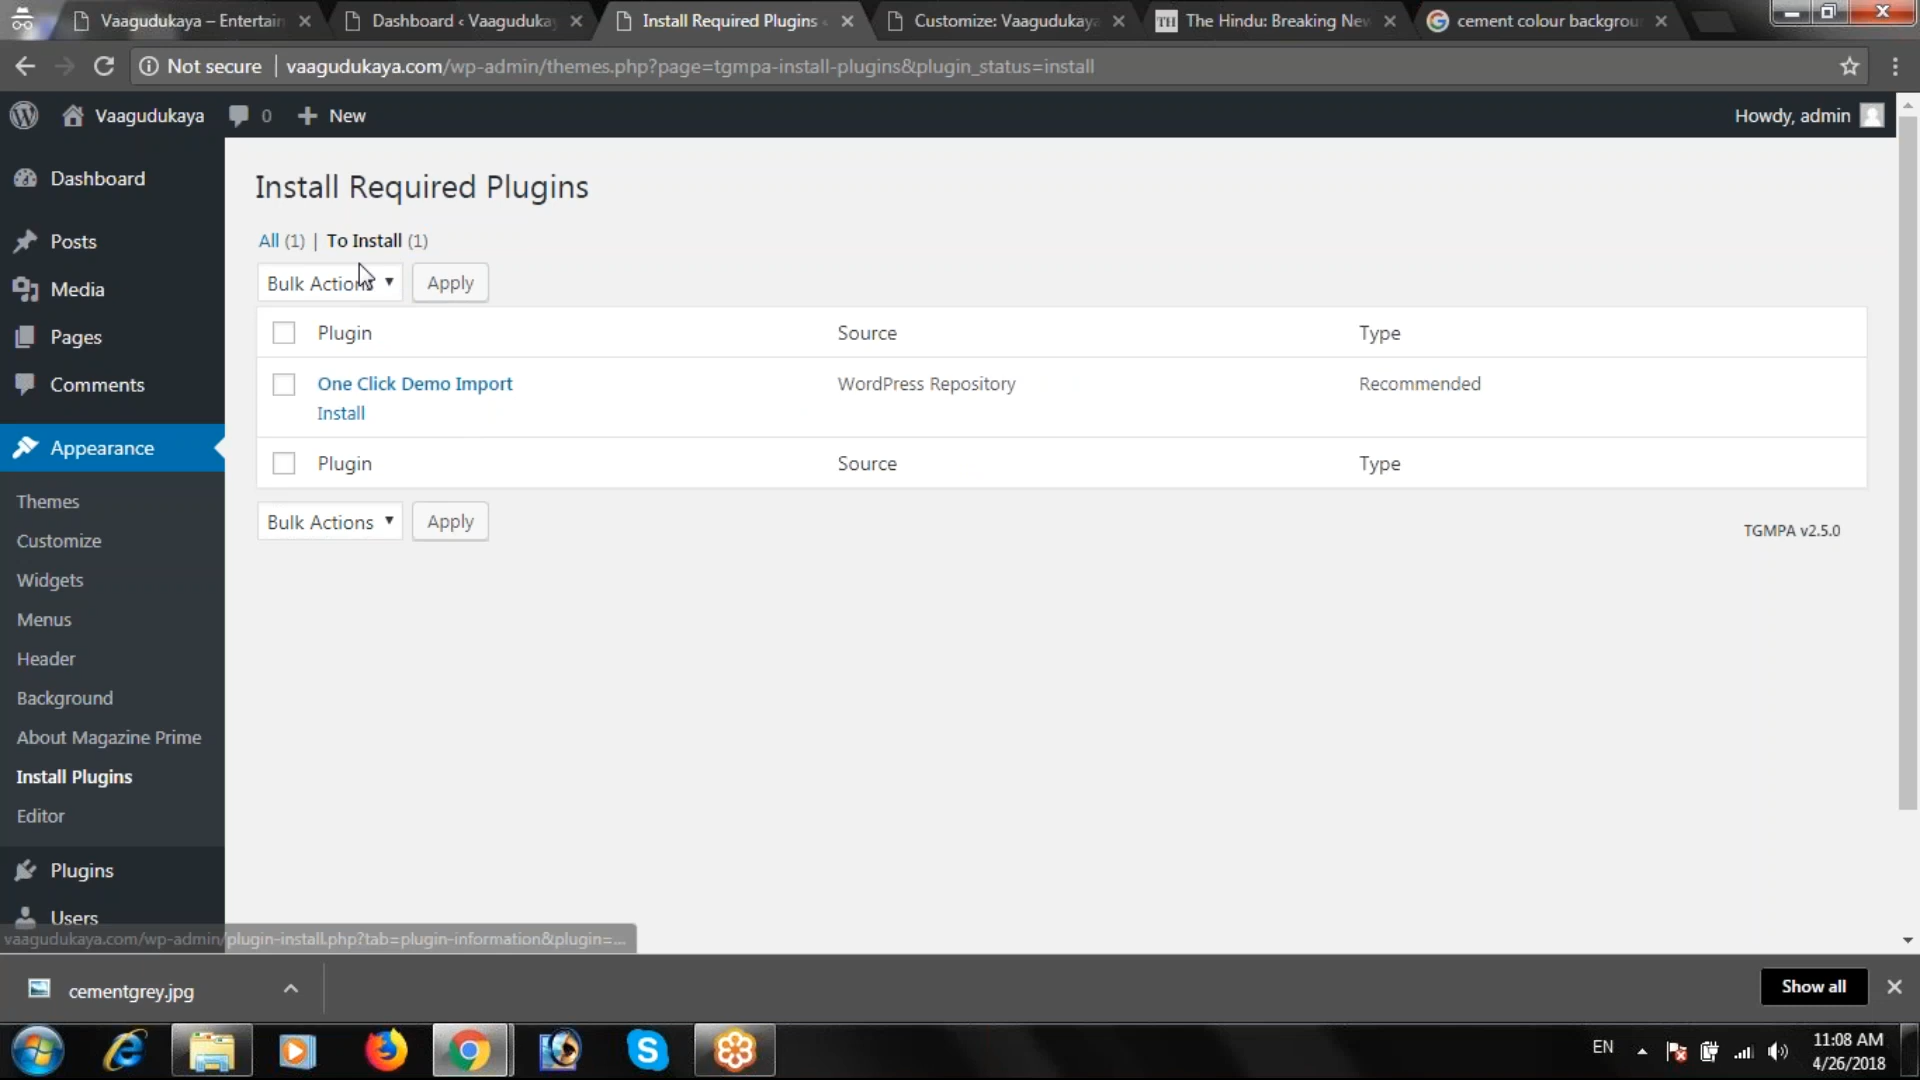 Vaagudukaya – Entertain
Dashboard ‹ Vaagudukay
Install Required Plugins ‹
Customize: Vaagudukaya
TH The Hindu: Breaking New
cement colour backgrou
Not secure | vaagudukaya.com/wp-admin/themes.php?page=tgmpa-install-plugins&plugin_status=install
Vaagudukaya 0 + New Howdy, admin
Dashboard
Posts
Media
Pages
Comments
Appearance
Themes
Customize
Widgets
Menus
Header
Background
About Magazine Prime
Install Plugins
Editor
Plugins
Users
Install Required Plugins
All (1) | To Install (1)
Bulk Actions Apply
Plugin Source Type
One Click Demo Import WordPress Repository Recommended
Install
Plugin Source Type
Bulk Actions Apply
TGMPA v2.5.0
vaagudukaya.com/wp-admin/plugin-install.php?tab=plugin-information&plugin=...
cementgrey.jpg
Show all
EN
11:08 AM
4/26/2018